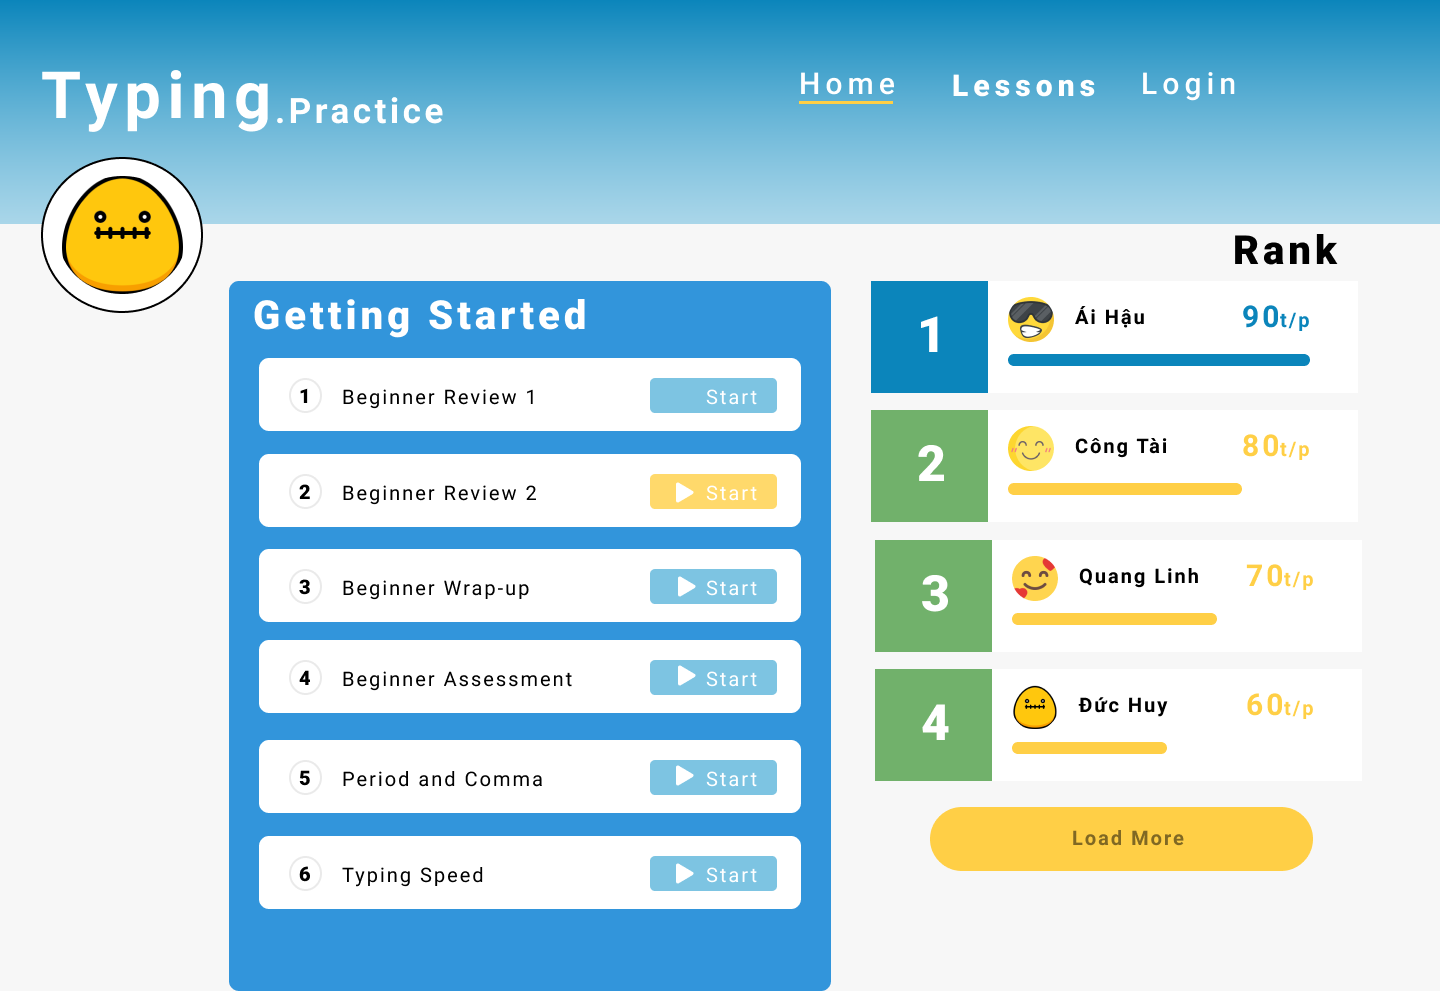 Typing.Practice
Home Lessons Login
Rank
Getting Started
1 Beginner Review 1 Start
2 Beginner Review 2 Start
3 Beginner Wrap-up Start
4 Beginner Assessment Start
5 Period and Comma Start
6 Typing Speed Start
1 Ái Hậu 90t/p
2 Công Tài 80t/p
3 Quang Linh 70t/p
4 Đức Huy 60t/p
Load More